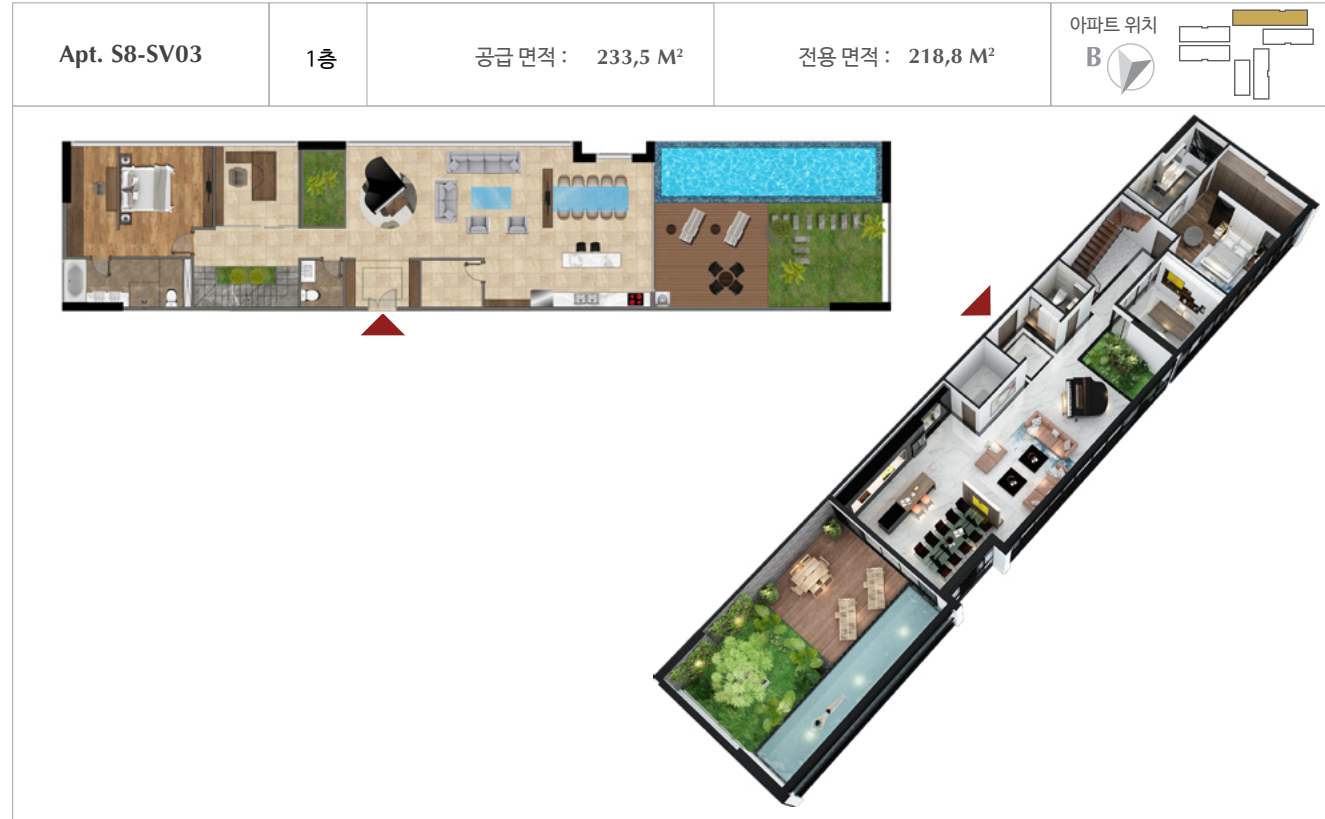 Apt. S8-SV03
1층
공급 면적 : 233,5 M²
전용 면적 : 218,8 M²
아파트 위치
B